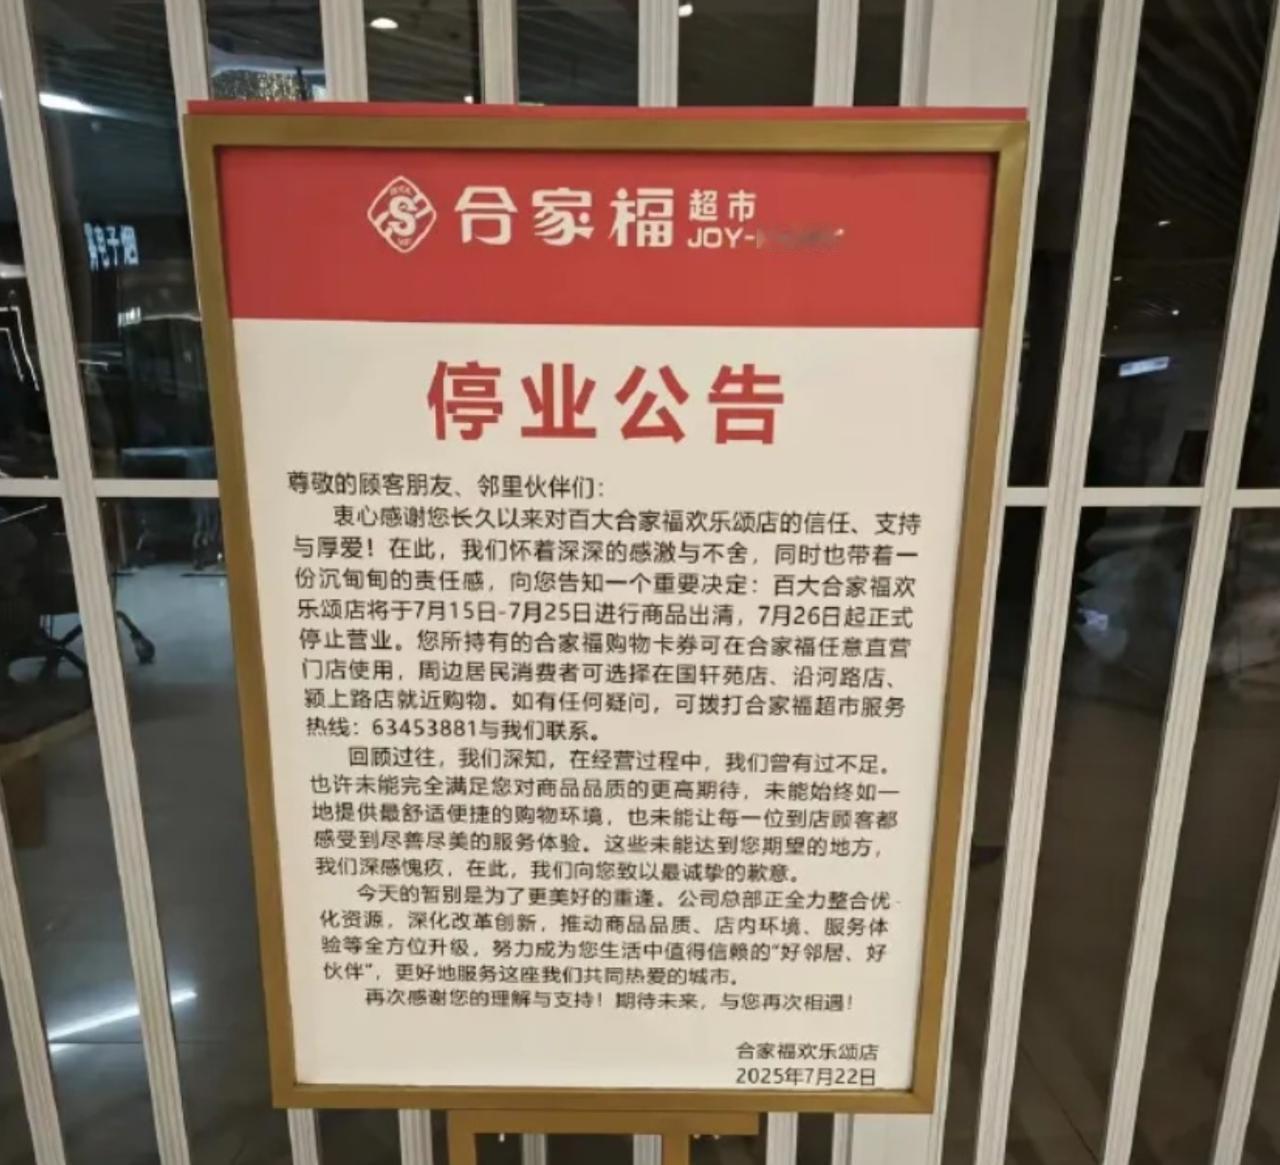 合家福超市
JOY-
停业公告
尊敬的顾客朋友、邻里伙伴们：
衷心感谢您长久以来对百大合家福欢乐颂店的信任、支持
与厚爱！在此，我们怀着深深的感激与不舍，同时也带着一
份沉甸甸的责任感，向您告知一个重要决定：百大合家福欢
乐颂店将于7月15日-7月25日进行商品出清，7月26日起正式
停止营业。您所持有的合家福购物卡券可在合家福任意直营
门店使用，周边居民消费者可选择在国轩苑店、沿河路店、
颍上路店就近购物。如有任何疑问，可拨打合家福超市服务
热线：63453881与我们联系。
回顾过往，我们深知，在经营过程中，我们曾有过不足。
也许未能完全满足您对商品品质的更高期待，未能始终如一
地提供最舒适便捷的购物环境，也未能让每一位到店顾客都
感受到尽善尽美的服务体验。这些未能达到您期望的地方，
我们深感愧疚，在此，我们向您致以最诚挚的歉意。
今天的暂别是为了更美好的重逢。公司总部正全力整合优
化资源，深化改革创新，推动商品品质、店内环境、服务体
验等全方位升级，努力成为您生活中值得信赖的“好邻居、好
伙伴”，更好地服务这座我们共同热爱的城市。
再次感谢您的理解与支持！期待未来，与您再次相遇！
合家福欢乐颂店
2025年7月22日
电子烟